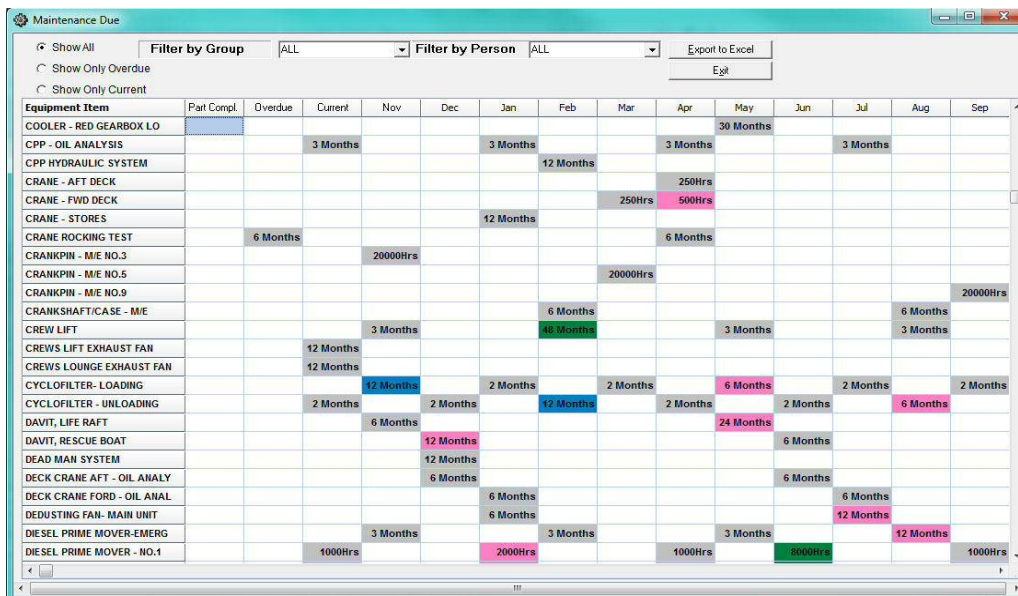 Maintenance Due
Show All Filter by Group ALL Filter by Person ALL Export to Excel
Show Only Overdue Exit
Show Only Current
Equipment Item Part Compl. Overdue Current Nov Dec Jan Feb Mar Apr May Jun Jul Aug Sep
COOLER - RED GEARBOX LO 30 Months
CPP - OIL ANALYSIS 3 Months 3 Months 3 Months 3 Months
CPP HYDRAULIC SYSTEM 12 Months
CRANE - AFT DECK 250Hrs
CRANE - FWD DECK 250Hrs 500Hrs
CRANE - STORES 12 Months
CRANE ROCKING TEST 6 Months 6 Months
CRANKPIN - M/E NO.3 20000Hrs
CRANKPIN - M/E NO.5 20000Hrs
CRANKPIN - M/E NO.9 20000Hrs
CRANKSHAFT/CASE - M/E 6 Months 6 Months
CREW LIFT 3 Months 48 Months 3 Months 3 Months
CREWS LIFT EXHAUST FAN 12 Months
CREWS LOUNGE EXHAUST FAN 12 Months
CYCLOFILTER- LOADING 12 Months 2 Months 2 Months 6 Months 2 Months 2 Months
CYCLOFILTER - UNLOADING 2 Months 2 Months 12 Months 2 Months 2 Months 6 Months
DAVIT, LIFE RAFT 6 Months 24 Months
DAVIT, RESCUE BOAT 12 Months 6 Months
DEAD MAN SYSTEM 12 Months
DECK CRANE AFT - OIL ANALY 6 Months 6 Months
DECK CRANE FORD - OIL ANAL 6 Months 6 Months
DEDUSTING FAN- MAIN UNIT 6 Months 12 Months
DIESEL PRIME MOVER-EMERG 3 Months 3 Months 3 Months 12 Months
DIESEL PRIME MOVER - NO.1 1000Hrs 2000Hrs 1000Hrs 8000Hrs 1000Hrs